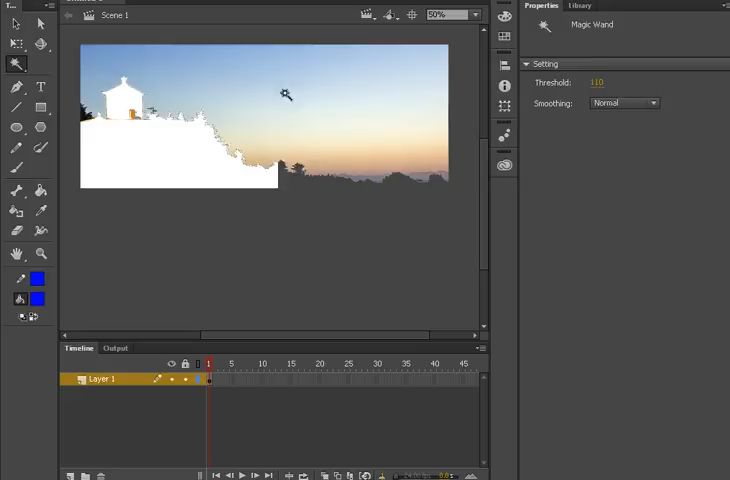 T...
Scene 1
50%
Properties
Library
Magic Wand
Setting
Threshold: 110
Smoothing: Normal
T
Timeline
Output
1 5 10 15 20 25 30 35 40 45
Layer 1